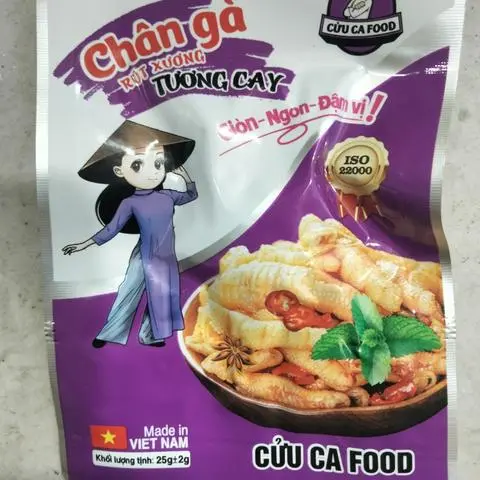 CỬU CA FOOD
Chân gà
RÚT XƯƠNG
TƯƠNG CAY
Giòn-Ngon-Đậm vị!
ISO
22000
Made in
VIET NAM
Khối lượng tịnh: 25g±2g
CỬU CA FOOD